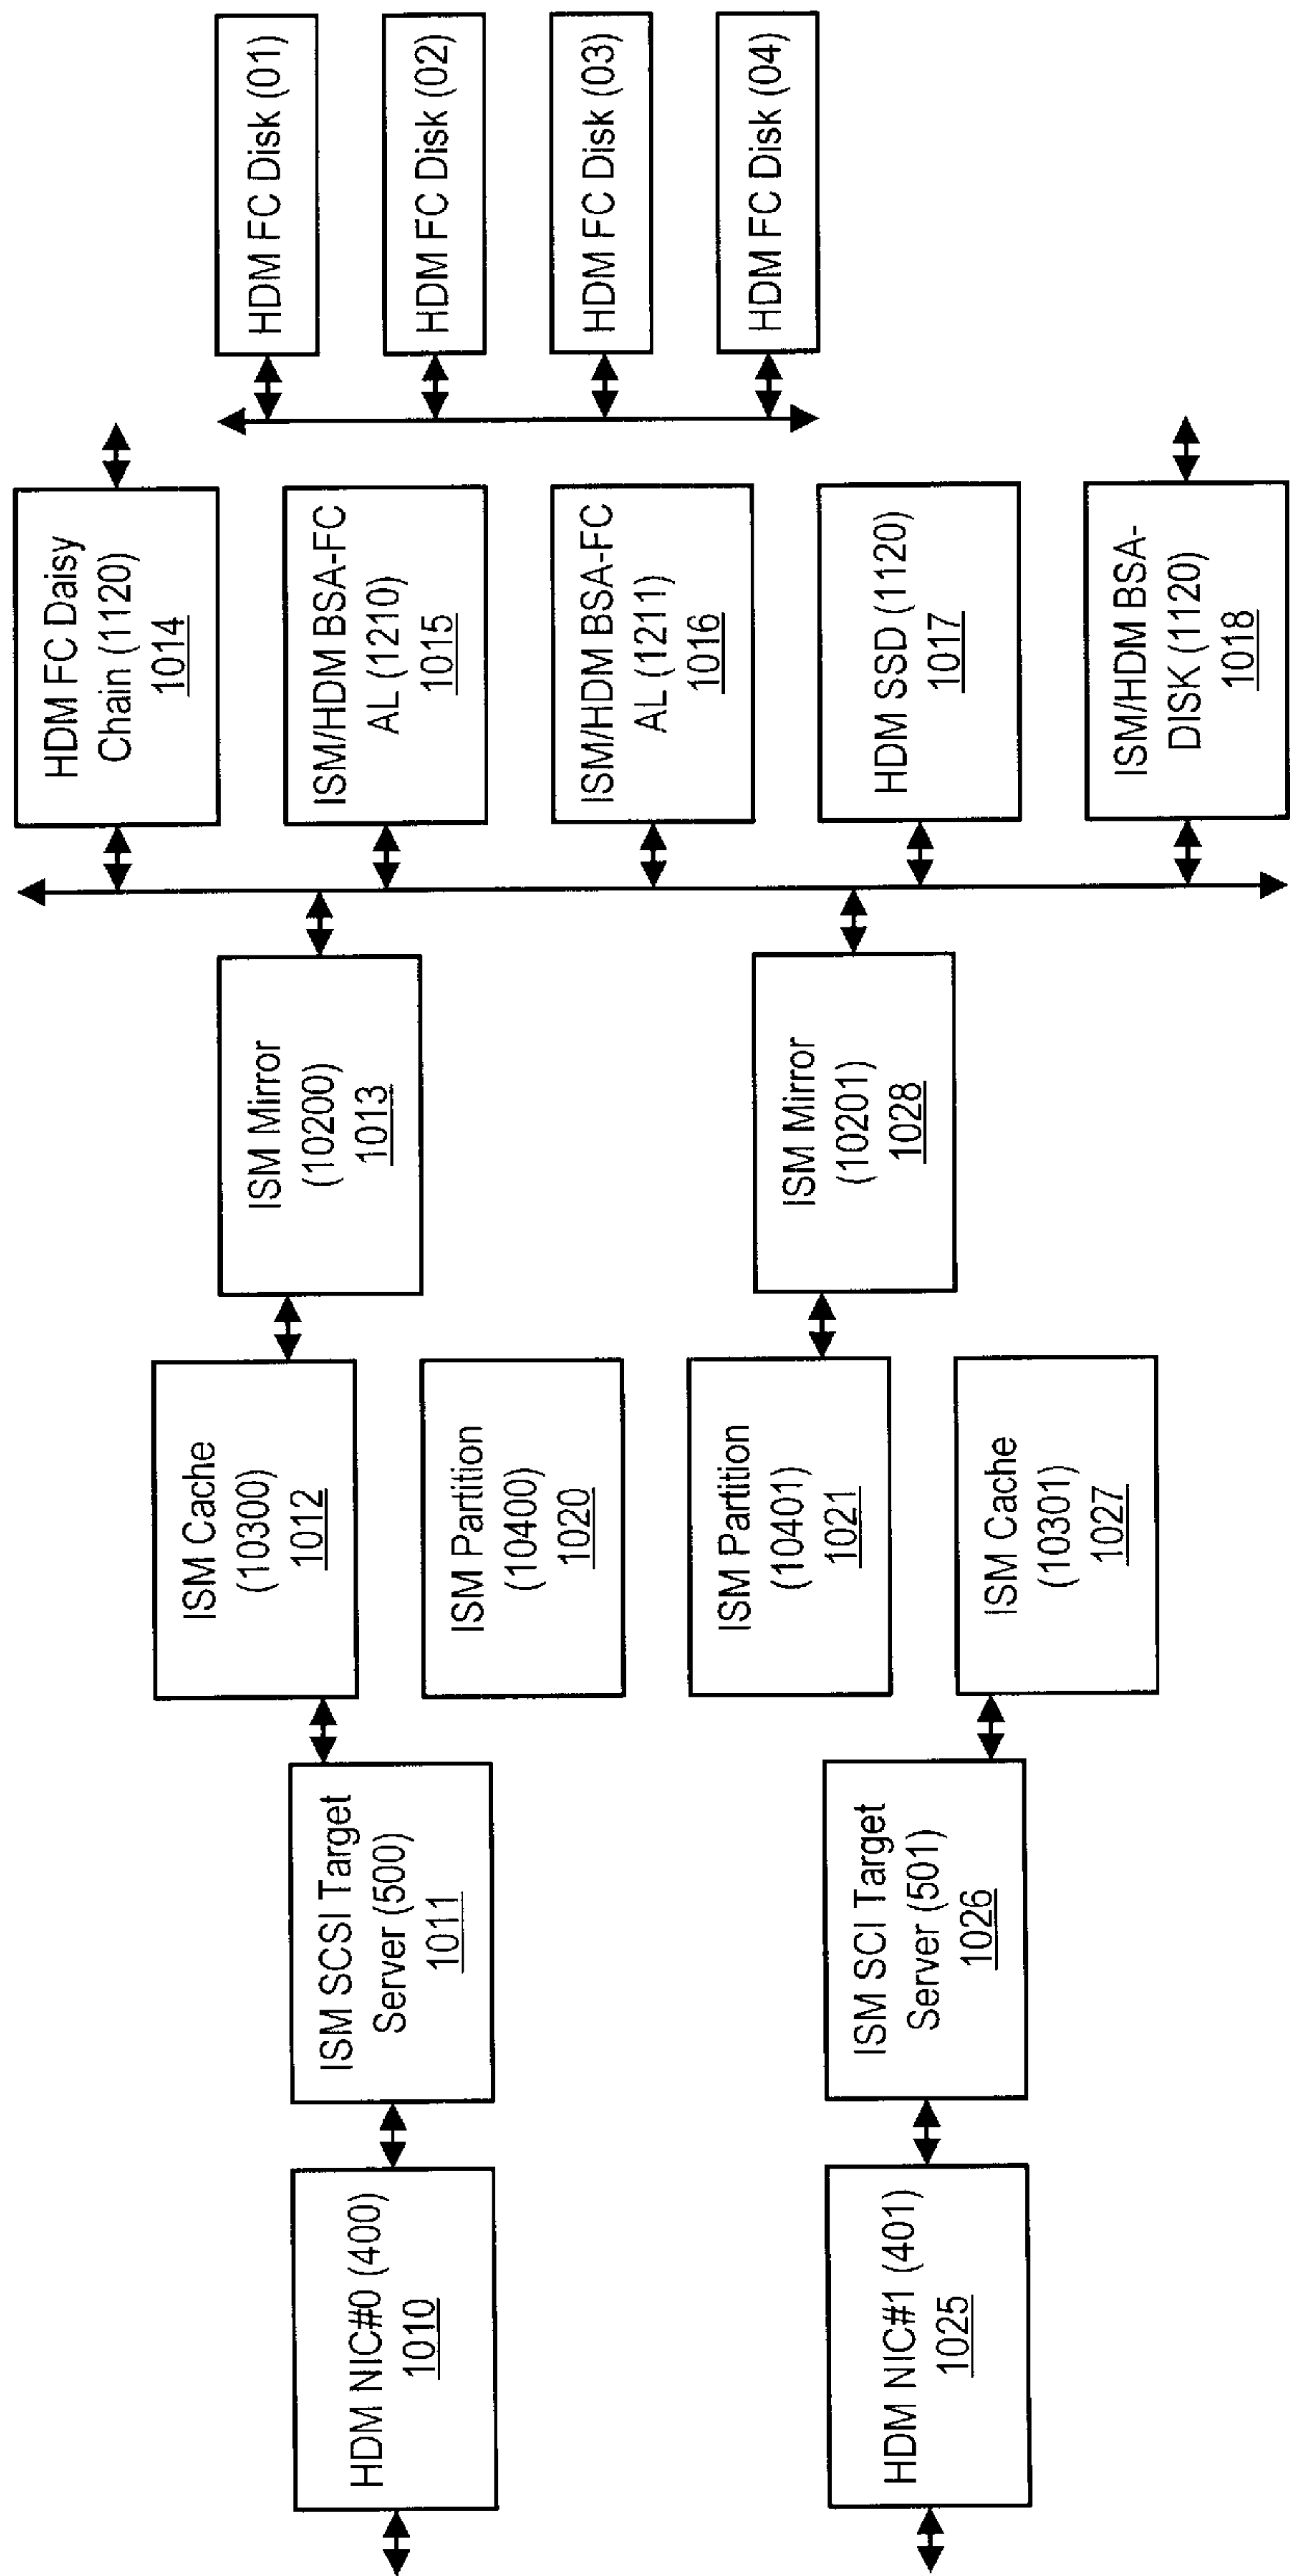 HDM NIC#0 (400)
1010
ISM SCSI Target
Server (500)
1011
ISM Cache
(10300)
1012
ISM Partition
(10400)
1020
ISM Mirror
(10200)
1013
HDM NIC#1 (401)
1025
ISM SCI Target
Server (501)
1026
ISM Partition
(10401)
1021
ISM Cache
(10301)
1027
ISM Mirror
(10201)
1028
HDM FC Daisy
Chain (1120)
1014
ISM/HDM BSA-FC
AL (1210)
1015
ISM/HDM BSA-FC
AL (1211)
1016
HDM SSD (1120)
1017
ISM/HDM BSA-
DISK (1120)
1018
HDM FC Disk (01)
HDM FC Disk (02)
HDM FC Disk (03)
HDM FC Disk (04)